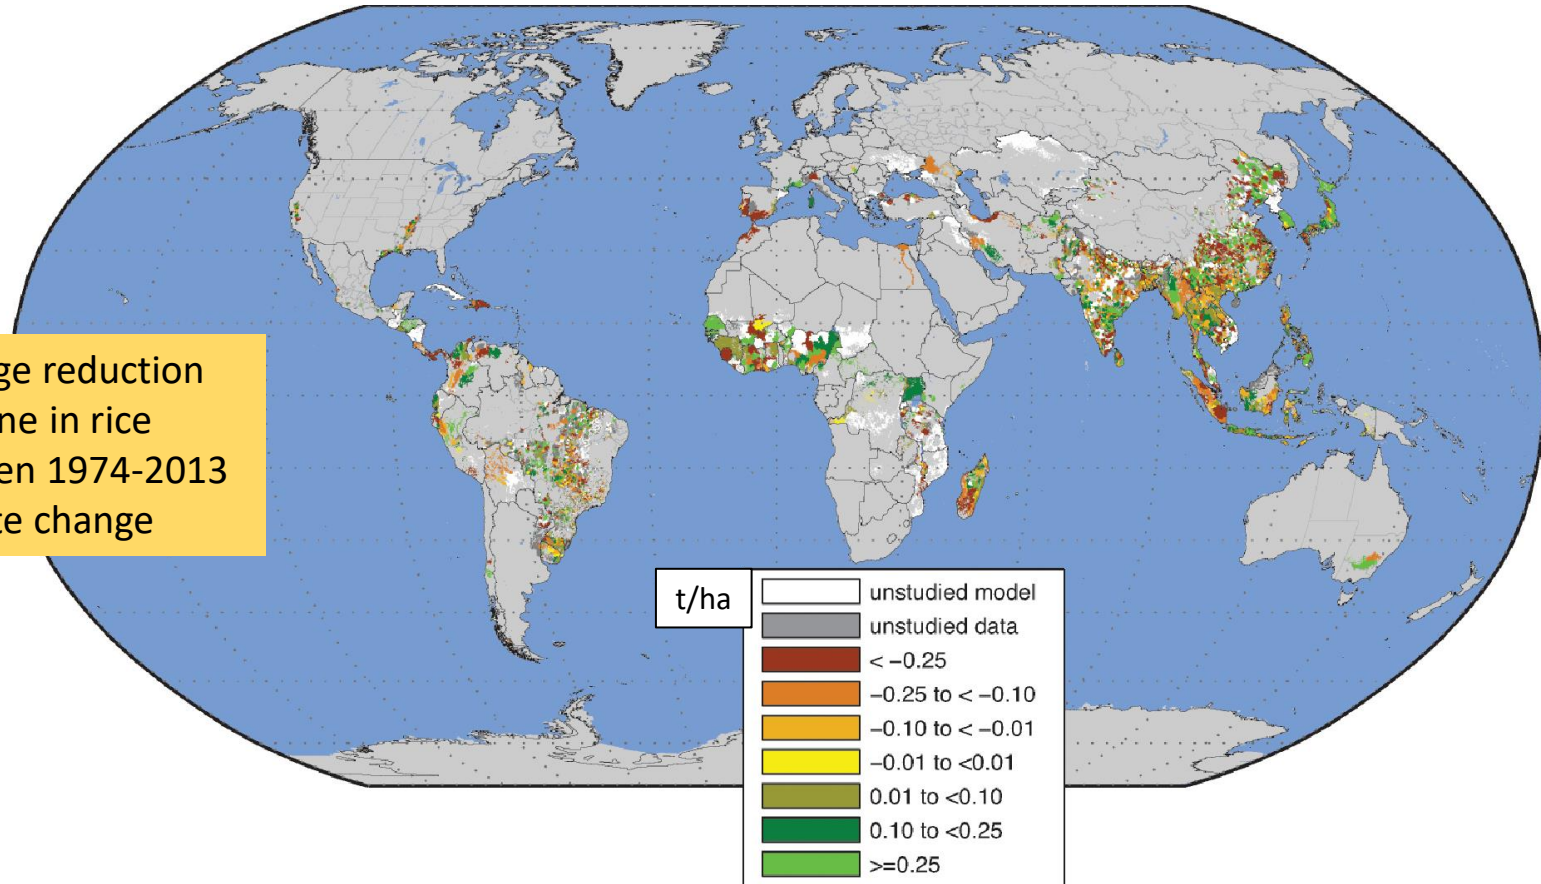 ge reduction
ne in rice
en 1974-2013
te change
t/ha
unstudied model
unstudied data
< −0.25
−0.25 to < −0.10
−0.10 to < −0.01
−0.01 to <0.01
0.01 to <0.10
0.10 to <0.25
>=0.25